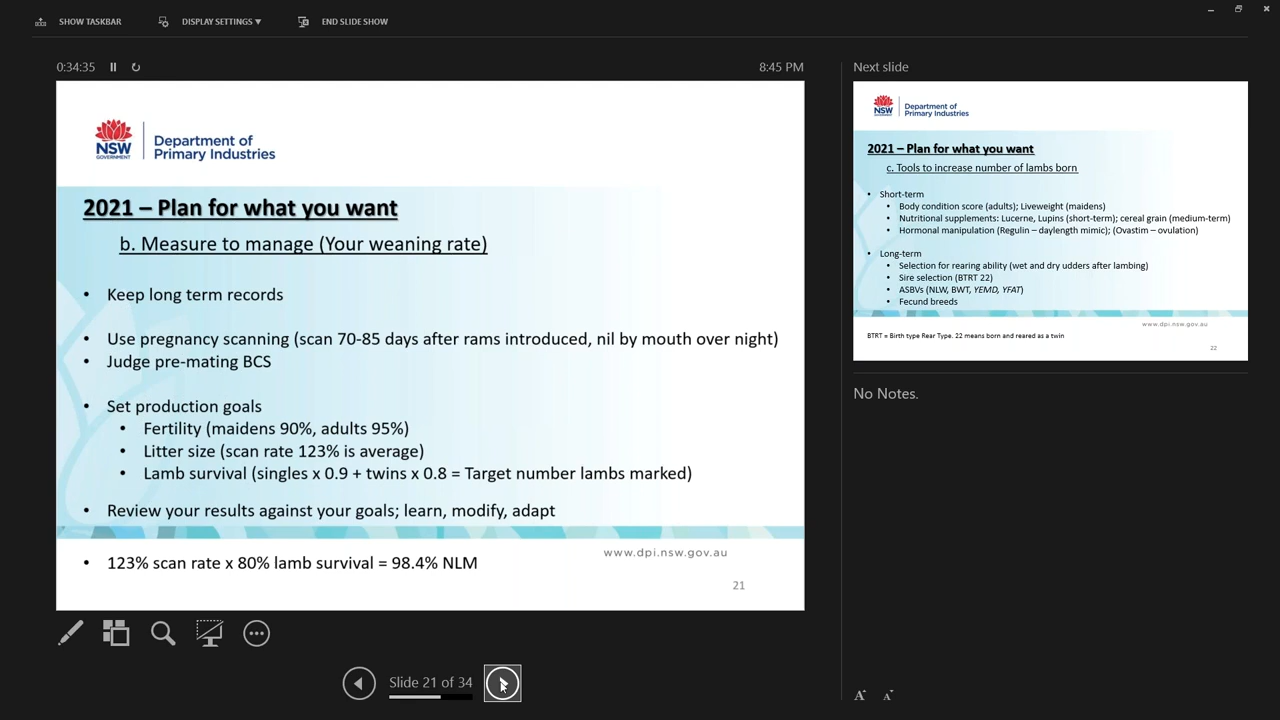 SHOW TASKBAR
DISPLAY SETTINGS ▼
END SLIDE SHOW
0:34:35
8:45 PM
NSW
GOVERNMENT
Department of
Primary Industries
2021 – Plan for what you want
b. Measure to manage (Your weaning rate)
• Keep long term records
• Use pregnancy scanning (scan 70-85 days after rams introduced, nil by mouth over night)
• Judge pre-mating BCS
• Set production goals
• Fertility (maidens 90%, adults 95%)
• Litter size (scan rate 123% is average)
• Lamb survival (singles x 0.9 + twins x 0.8 = Target number lambs marked)
• Review your results against your goals; learn, modify, adapt
• 123% scan rate x 80% lamb survival = 98.4% NLM
www.dpi.nsw.gov.au
21
Slide 21 of 34
Next slide
NSW
GOVERNMENT
Department of
Primary Industries
2021 – Plan for what you want
c. Tools to increase number of lambs born
• Short-term
• Body condition score (adults); Liveweight (maidens)
• Nutritional supplements: Lucerne, Lupins (short-term); cereal grain (medium-term)
• Hormonal manipulation (Regulin – daylength mimic); (Ovastim – ovulation)
• Long-term
• Selection for rearing ability (wet and dry udders after lambing)
• Sire selection (BTRT 22)
• ASBVs (NLW, BWT, YEMD, YFAT)
• Fecund breeds
www.dpi.nsw.gov.au
BTRT = Birth type Rear Type. 22 means born and reared as a twin
22
No Notes.
A A